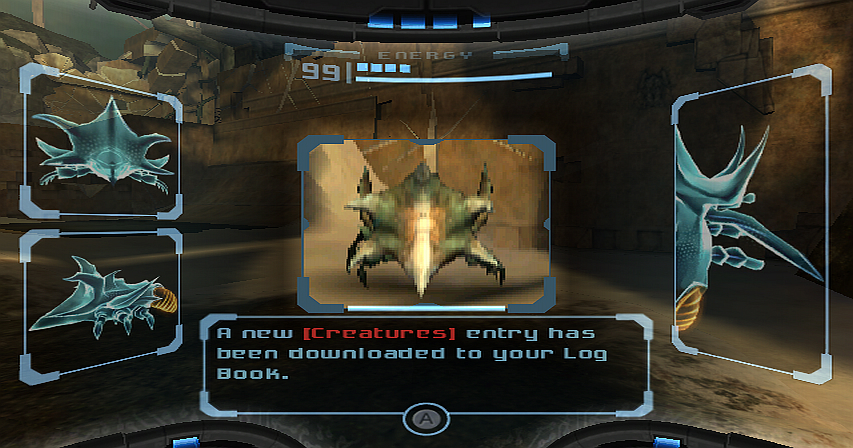 ENERGY
99
A new [Creatures] entry has
been downloaded to your Log
Book.
A